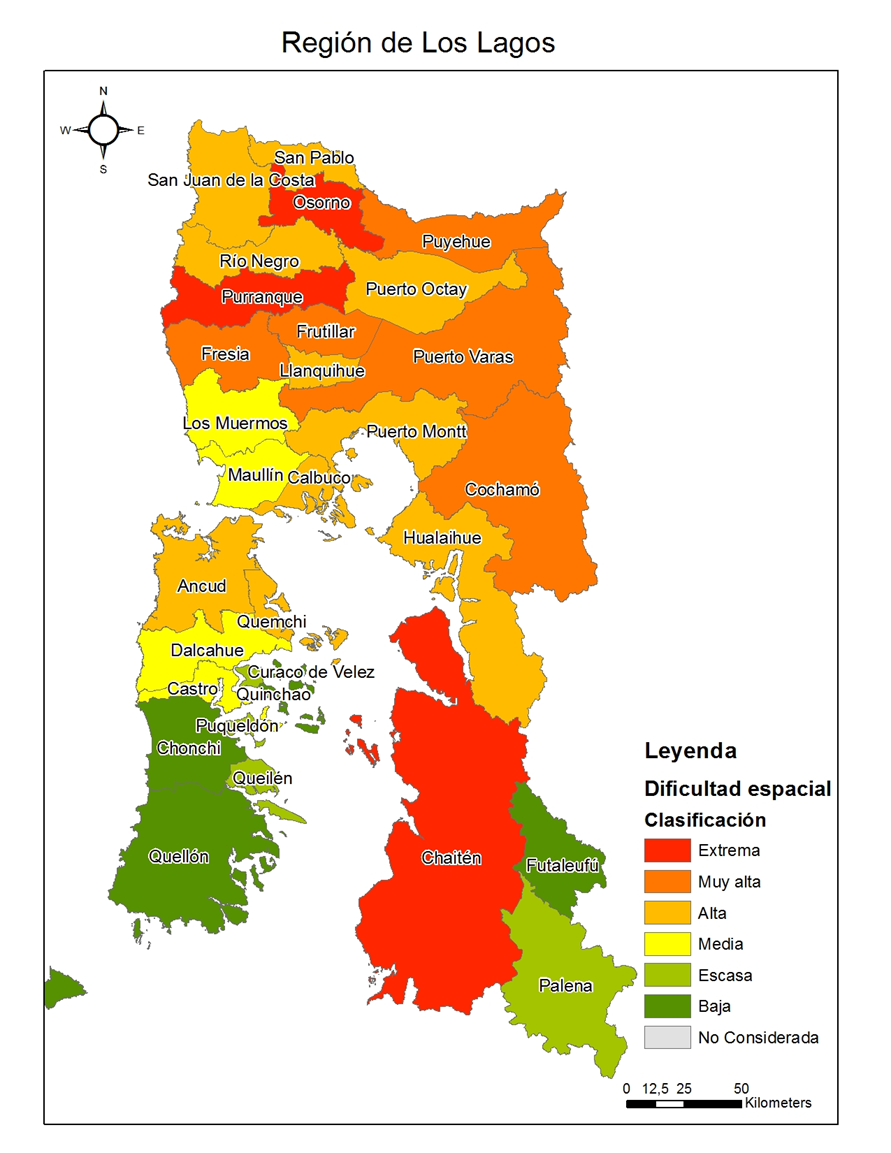 Región de Los Lagos
N
W
E
S
San Pablo
San Juan de la Costa
Osorno
Puyehue
Río Negro
Puerto Octay
Purranque
Frutillar
Fresia
Puerto Varas
Llanquihue
Los Muermos
Puerto Montt
Maullín
Calbuco
Cochamó
Hualaihue
Ancud
Quemchi
Dalcahue
Curaco de Velez
Castro
Quinchao
Puqueldón
Chonchi
Queilén
Quellón
Chaitén
Futaleufú
Palena
Leyenda
Dificultad espacial
Clasificación
Extrema
Muy alta
Alta
Media
Escasa
Baja
No Considerada
0 12,5 25 50
Kilometers